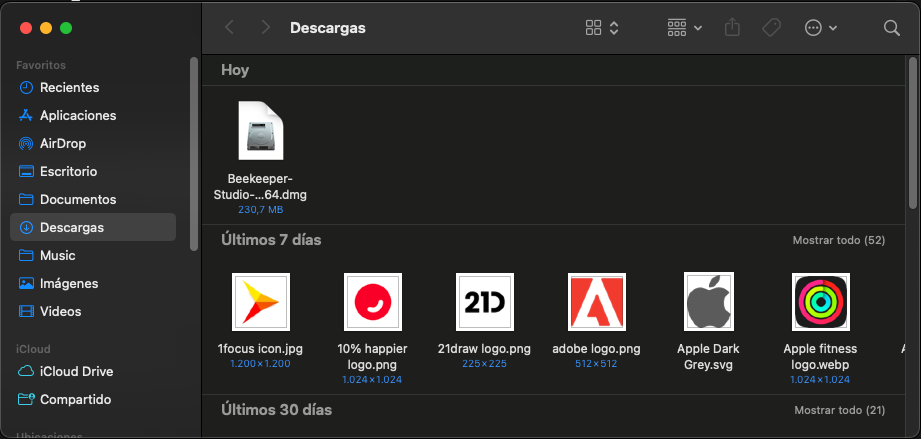 Descargas
Favoritos
Recientes
Aplicaciones
AirDrop
Escritorio
Documentos
Descargas
Music
Imágenes
Videos
iCloud
iCloud Drive
Compartido
Ubicaciones
Hoy
Beekeeper-
Studio-...64.dmg
230,7 MB
Últimos 7 días
Mostrar todo (52)
1focus icon.jpg
1.200×1.200
10% happier
logo.png
1.024×1.024
21D
21draw logo.png
225×225
adobe logo.png
512×512
Apple Dark
Grey.svg
Apple fitness
logo.webp
1.024×1.024
Últimos 30 días
Mostrar todo (21)